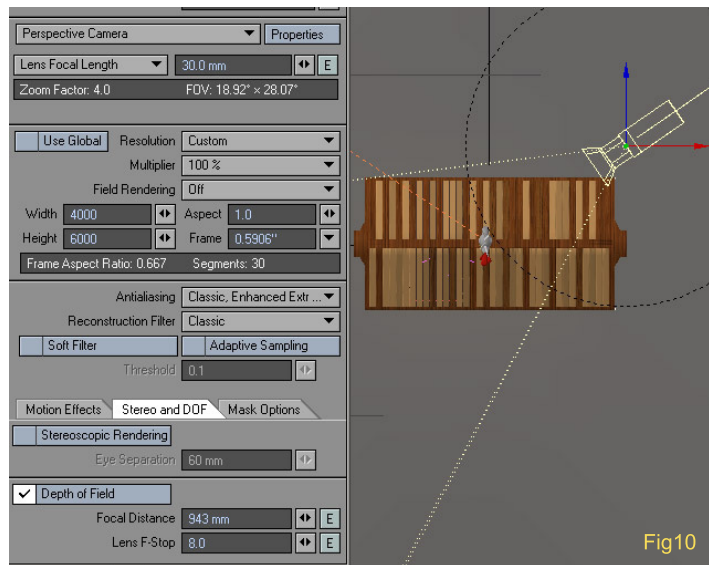 Perspective Camera Properties
Lens Focal Length 30.0 mm E
Zoom Factor: 4.0 FOV: 18.92° × 28.07°
Use Global Resolution Custom
Multiplier 100 %
Field Rendering Off
Width 4000 Aspect 1.0
Height 6000 Frame 0.5906''
Frame Aspect Ratio: 0.667 Segments: 30
Antialiasing Classic, Enhanced Extr ...
Reconstruction Filter Classic
Soft Filter Adaptive Sampling
Threshold 0.1
Motion Effects Stereo and DOF Mask Options
Stereoscopic Rendering
Eye Separation 60 mm
Depth of Field
Focal Distance 943 mm E
Lens F-Stop 8.0 E
Fig10